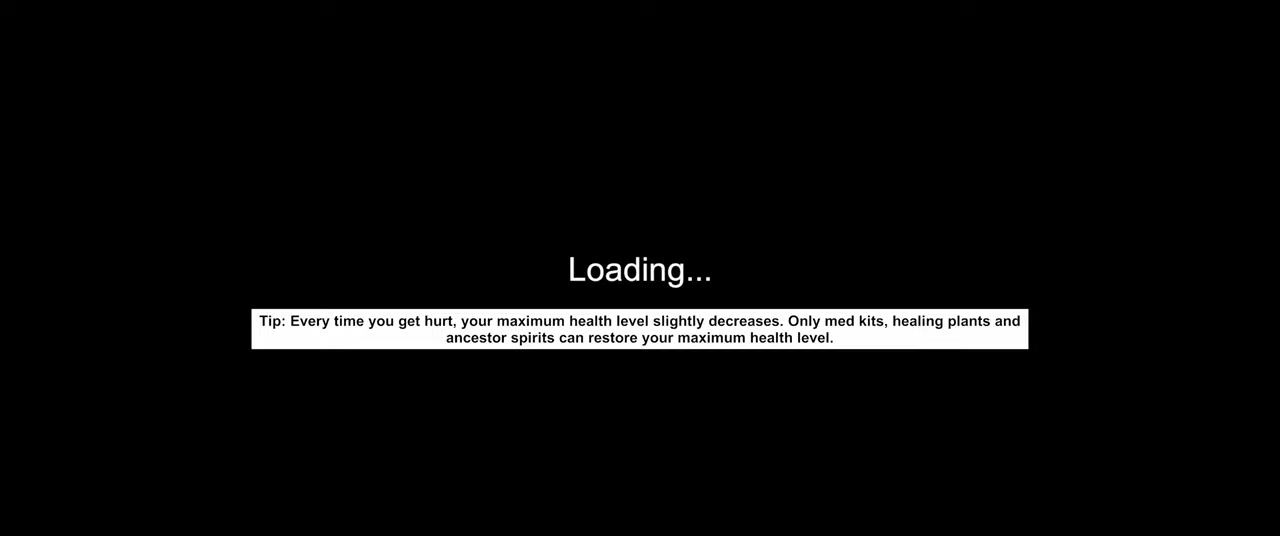 Loading...
Tip: Every time you get hurt, your maximum health level slightly decreases. Only med kits, healing plants and
ancestor spirits can restore your maximum health level.